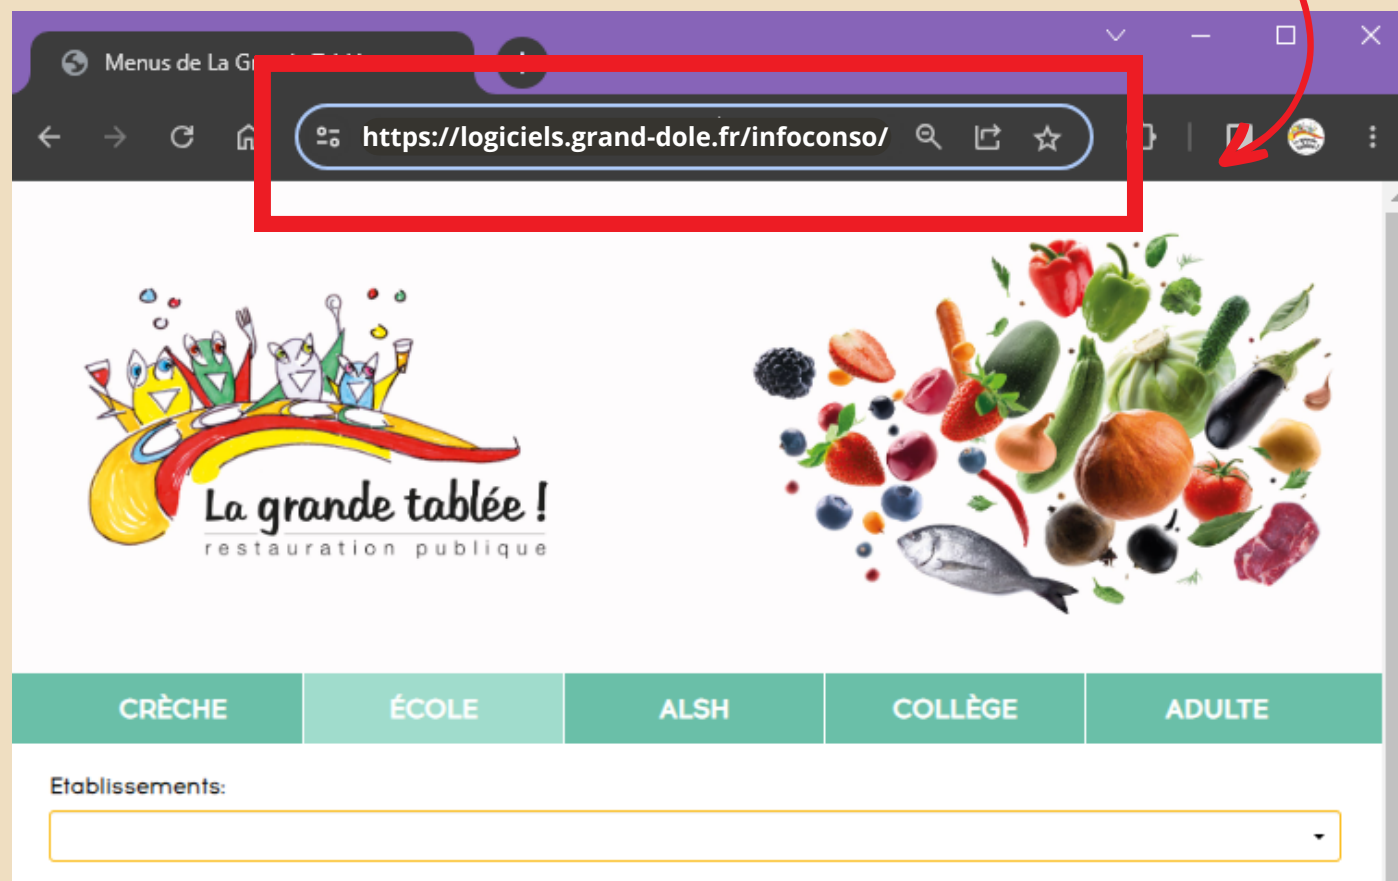 Menus de La
https://logiciels.grand-dole.fr/infoconso/
La grande tablée !
restauration publique
CRÈCHE
ÉCOLE
ALSH
COLLÈGE
ADULTE
Etablissements: